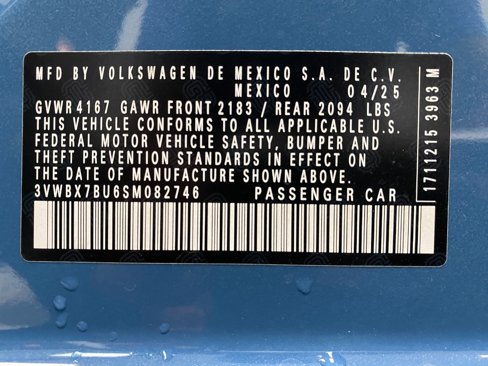 MFD BY VOLKSWAGEN DE MEXICO S.A. DE C.V.
MEXICO 04/25
GVWR 4167 GAWR FRONT 2183 / REAR 2094 LBS
THIS VEHICLE CONFORMS TO ALL APPLICABLE U.S.
FEDERAL MOTOR VEHICLE SAFETY, BUMPER AND
THEFT PREVENTION STANDARDS IN EFFECT ON
THE DATE OF MANUFACTURE SHOWN ABOVE.
3VWBX7BU6SM082746 PASSENGER CAR
1711215 3963 M